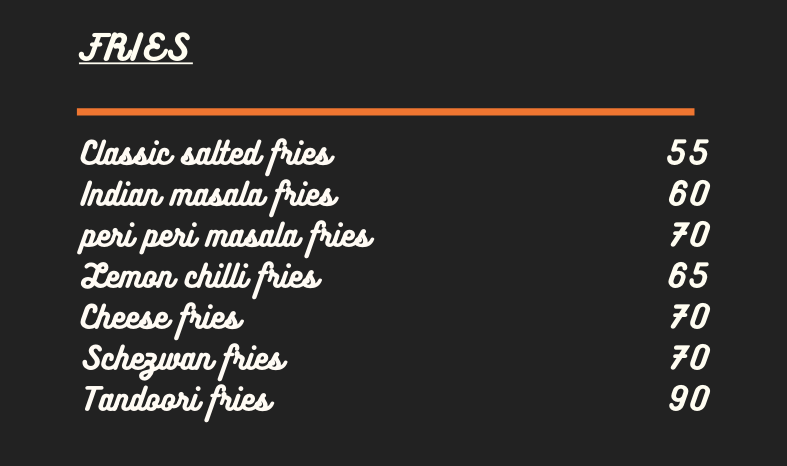 FRIES
Classic salted fries 55
Indian masala fries 60
peri peri masala fries 70
Lemon chilli fries 65
Cheese fries 70
Schezwan fries 70
Tandoori fries 90